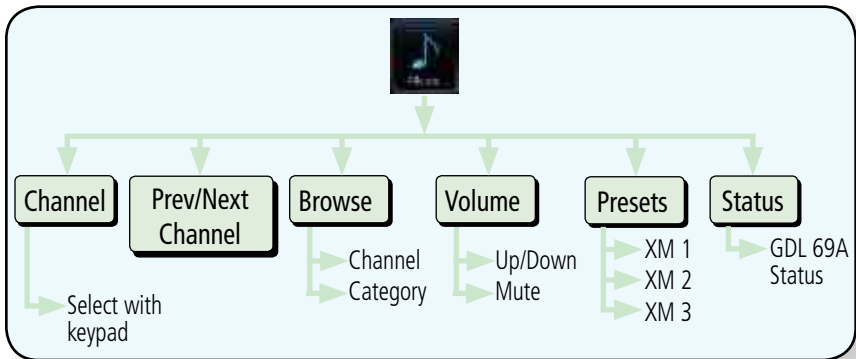 Music
Channel
Prev/Next
Channel
Browse
Volume
Presets
Status
Select with
keypad
Channel
Category
Up/Down
Mute
XM 1
XM 2
XM 3
GDL 69A
Status